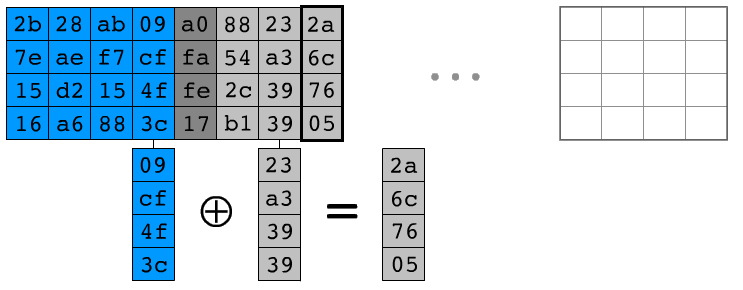 2b 28 ab 09 a0 88 23 2a
7e ae f7 cf fa 54 a3 6c
15 d2 15 4f fe 2c 39 76
16 a6 88 3c 17 b1 39 05
...
09 23 2a
cf a3 6c
⊕ =
4f 39 76
3c 39 05